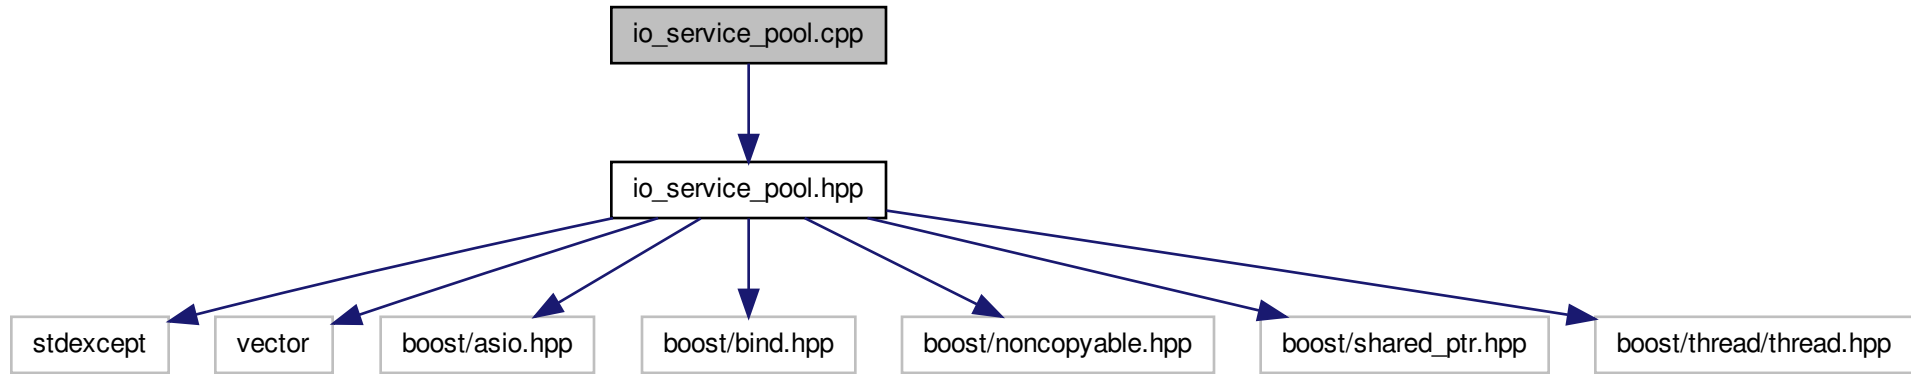 io_service_pool.cpp
io_service_pool.hpp
stdexcept
vector
boost/asio.hpp
boost/bind.hpp
boost/noncopyable.hpp
boost/shared_ptr.hpp
boost/thread/thread.hpp